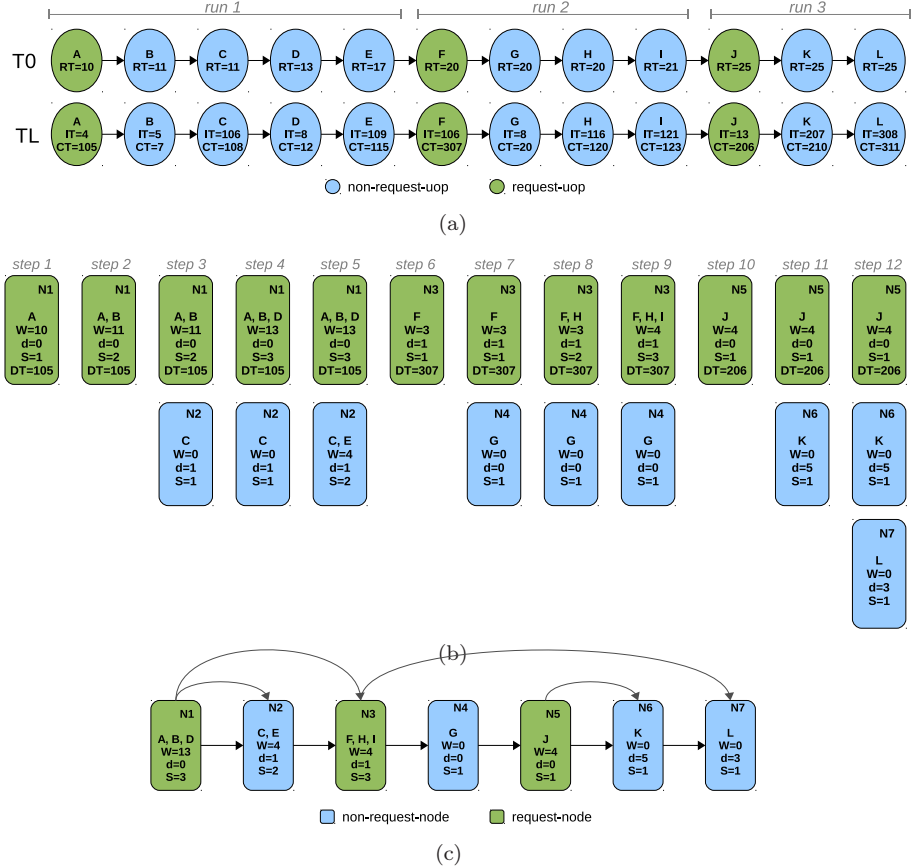 run 1 run 2 run 3
T0
A
RT=10
B
RT=11
C
RT=11
D
RT=13
E
RT=17
F
RT=20
G
RT=20
H
RT=20
I
RT=21
J
RT=25
K
RT=25
L
RT=25
TL
A
IT=4
CT=105
B
IT=5
CT=7
C
IT=106
CT=108
D
IT=8
CT=12
E
IT=109
CT=115
F
IT=106
CT=307
G
IT=8
CT=20
H
IT=116
CT=120
I
IT=121
CT=123
J
IT=13
CT=206
K
IT=207
CT=210
L
IT=308
CT=311
non-request-uop request-uop
(a)
step 1 step 2 step 3 step 4 step 5 step 6 step 7 step 8 step 9 step 10 step 11 step 12
N1
A
W=10
d=0
S=1
DT=105
N1
A, B
W=11
d=0
S=2
DT=105
N1
A, B
W=11
d=0
S=2
DT=105
N1
A, B, D
W=13
d=0
S=3
DT=105
N1
A, B, D
W=13
d=0
S=3
DT=105
N3
F
W=3
d=1
S=1
DT=307
N3
F
W=3
d=1
S=1
DT=307
N3
F, H
W=3
d=1
S=2
DT=307
N3
F, H, I
W=4
d=1
S=3
DT=307
N5
J
W=4
d=0
S=1
DT=206
N5
J
W=4
d=0
S=1
DT=206
N5
J
W=4
d=0
S=1
DT=206
N2
C
W=0
d=1
S=1
N2
C
W=0
d=1
S=1
N2
C, E
W=4
d=1
S=2
N4
G
W=0
d=0
S=1
N4
G
W=0
d=0
S=1
N4
G
W=0
d=0
S=1
N6
K
W=0
d=5
S=1
N6
K
W=0
d=5
S=1
N7
L
W=0
d=3
S=1
(b)
N1
A, B, D
W=13
d=0
S=3
N2
C, E
W=4
d=1
S=2
N3
F, H, I
W=4
d=1
S=3
N4
G
W=0
d=0
S=1
N5
J
W=4
d=0
S=1
N6
K
W=0
d=5
S=1
N7
L
W=0
d=3
S=1
non-request-node request-node
(c)